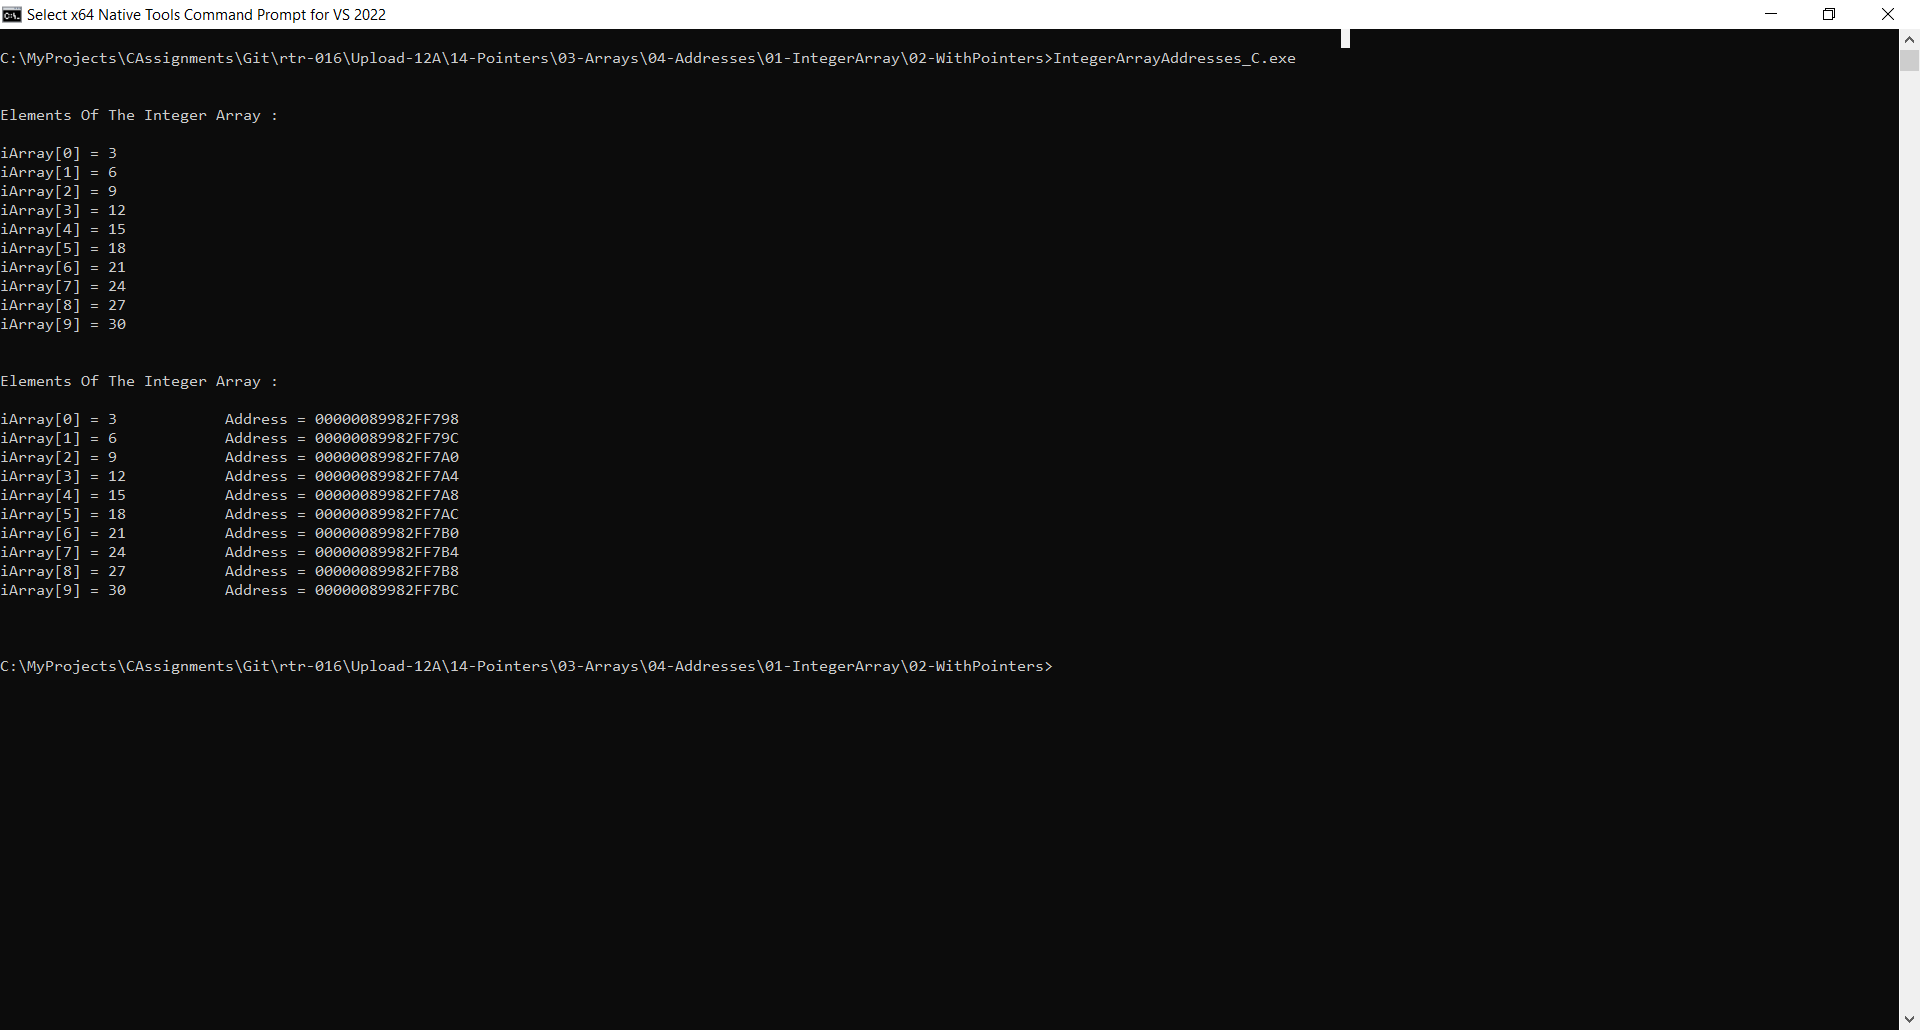 Select x64 Native Tools Command Prompt for VS 2022
C:\MyProjects\CAssignments\Git\rtr-016\Upload-12A\14-Pointers\03-Arrays\04-Addresses\01-IntegerArray\02-WithPointers>IntegerArrayAddresses_C.exe
Elements Of The Integer Array :
iArray[0] = 3
iArray[1] = 6
iArray[2] = 9
iArray[3] = 12
iArray[4] = 15
iArray[5] = 18
iArray[6] = 21
iArray[7] = 24
iArray[8] = 27
iArray[9] = 30
Elements Of The Integer Array :
iArray[0] = 3 Address = 00000089982FF798
iArray[1] = 6 Address = 00000089982FF79C
iArray[2] = 9 Address = 00000089982FF7A0
iArray[3] = 12 Address = 00000089982FF7A4
iArray[4] = 15 Address = 00000089982FF7A8
iArray[5] = 18 Address = 00000089982FF7AC
iArray[6] = 21 Address = 00000089982FF7B0
iArray[7] = 24 Address = 00000089982FF7B4
iArray[8] = 27 Address = 00000089982FF7B8
iArray[9] = 30 Address = 00000089982FF7BC
C:\MyProjects\CAssignments\Git\rtr-016\Upload-12A\14-Pointers\03-Arrays\04-Addresses\01-IntegerArray\02-WithPointers>